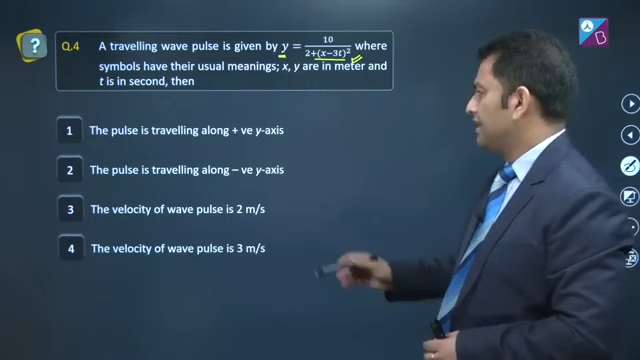 ?
Q.4 A travelling wave pulse is given by y = 10/(2+(x−3t)²) where
symbols have their usual meanings; x, y are in meter and
t is in second, then
1 The pulse is travelling along + ve y-axis
2 The pulse is travelling along – ve y-axis
3 The velocity of wave pulse is 2 m/s
4 The velocity of wave pulse is 3 m/s
A
B